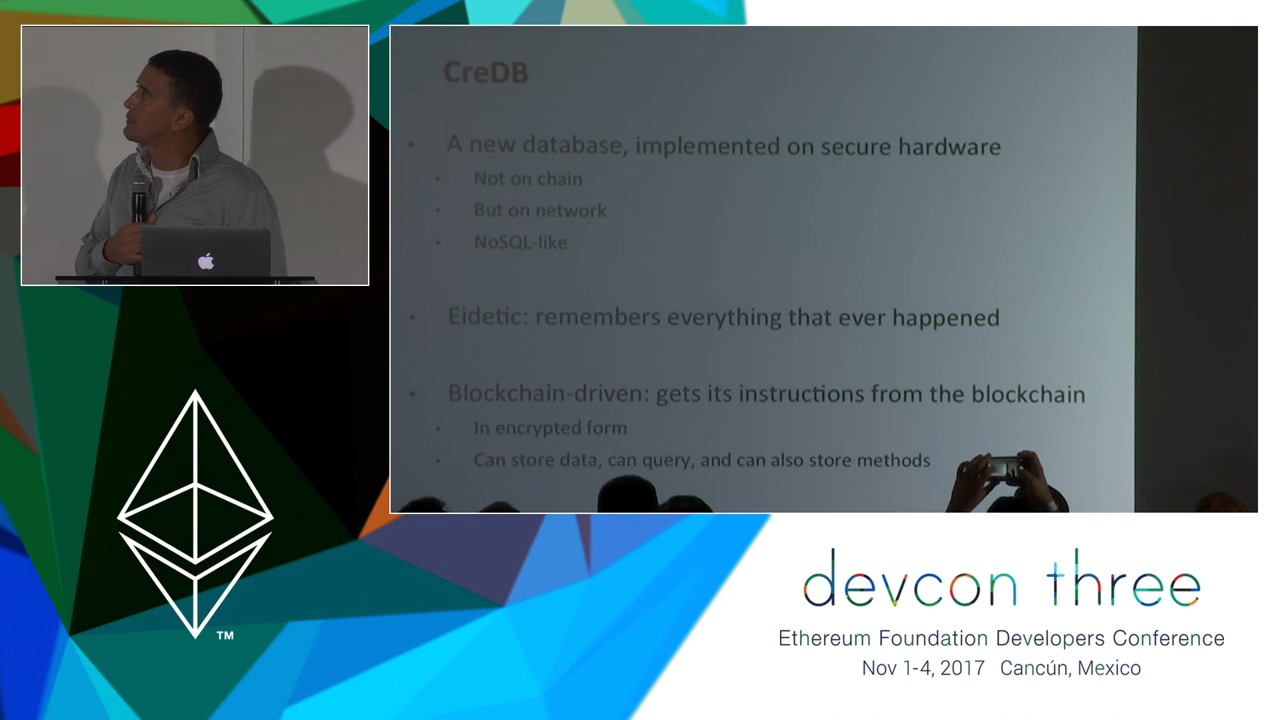 CreDB
• A new database, implemented on secure hardware
• Not on chain
• But on network
• NoSQL-like
• Eidetic: remembers everything that ever happened
• Blockchain-driven: gets its instructions from the blockchain
• In encrypted form
• Can store data, can query, and can also store methods
TM
devcon three
Ethereum Foundation Developers Conference
Nov 1-4, 2017 Cancún, Mexico